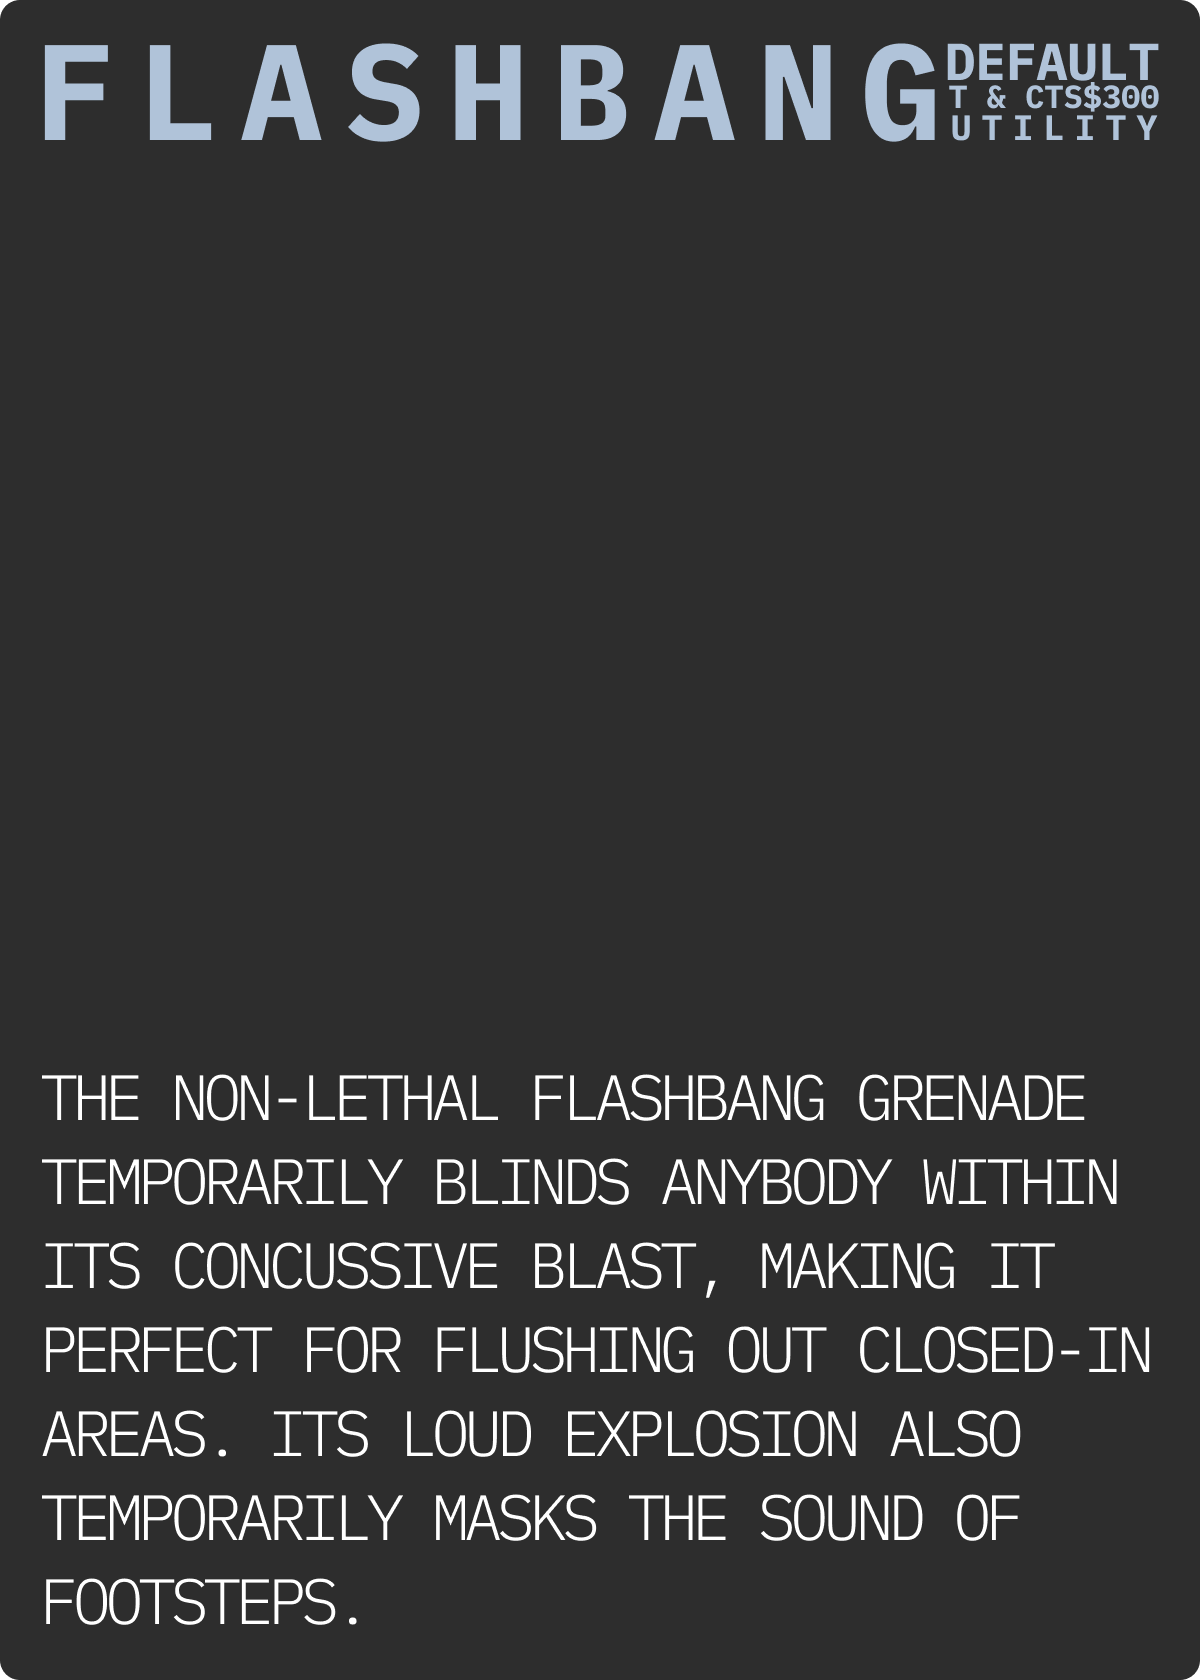 FLASHBANG
DEFAULT
T & CTS$300
UTILITY
THE NON-LETHAL FLASHBANG GRENADE
TEMPORARILY BLINDS ANYBODY WITHIN
ITS CONCUSSIVE BLAST, MAKING IT
PERFECT FOR FLUSHING OUT CLOSED-IN
AREAS. ITS LOUD EXPLOSION ALSO
TEMPORARILY MASKS THE SOUND OF
FOOTSTEPS.